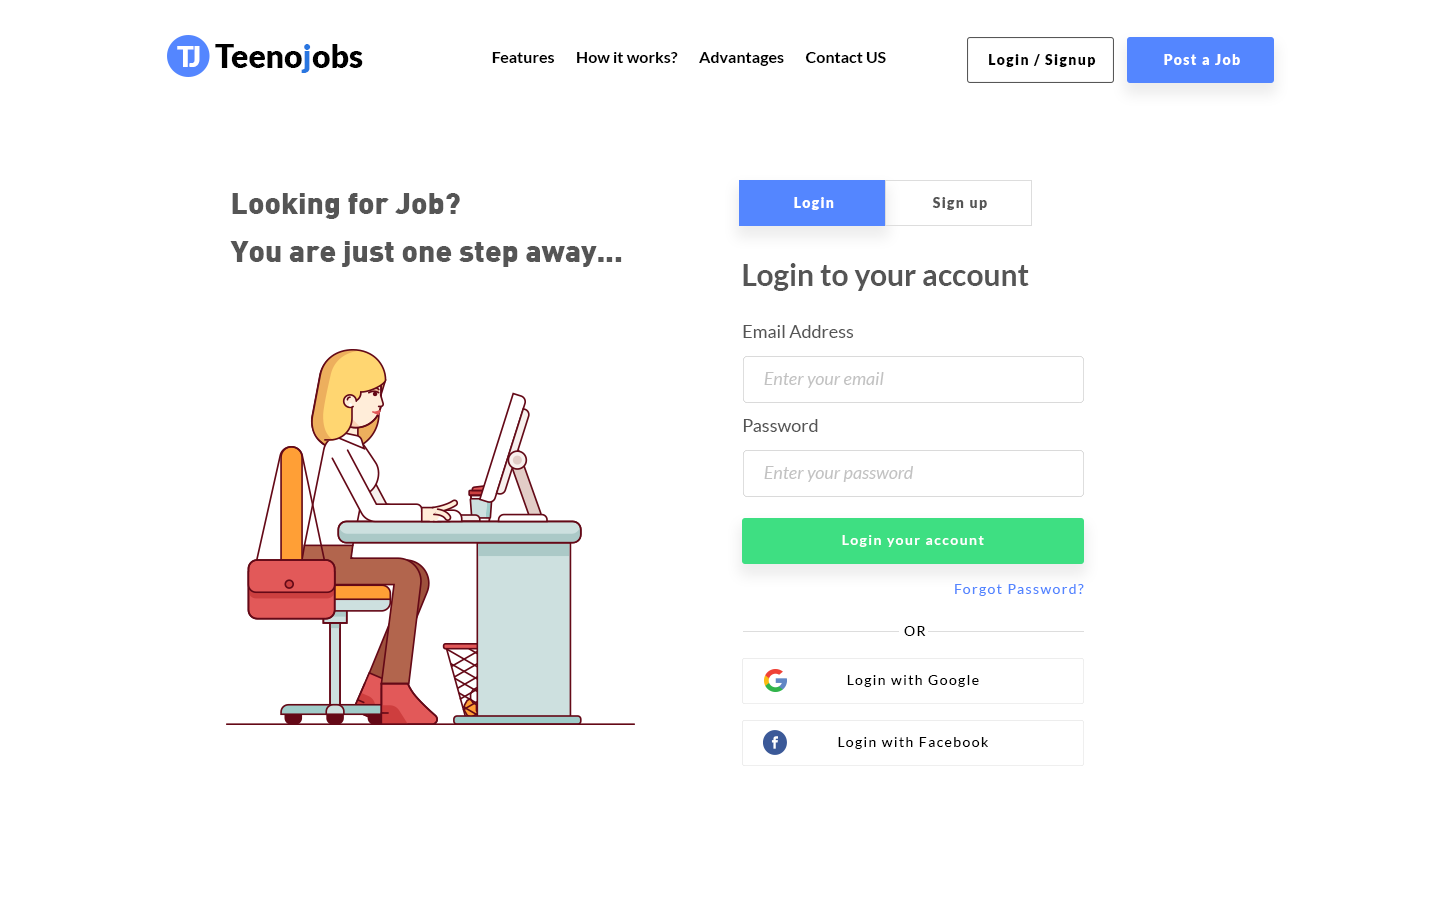 TJ Teenojobs
Features How it works? Advantages Contact US
Login / Signup
Post a Job
Looking for Job?
You are just one step away...
Login
Sign up
Login to your account
Email Address
Enter your email
Password
Enter your password
Login your account
Forgot Password?
OR
Login with Google
Login with Facebook